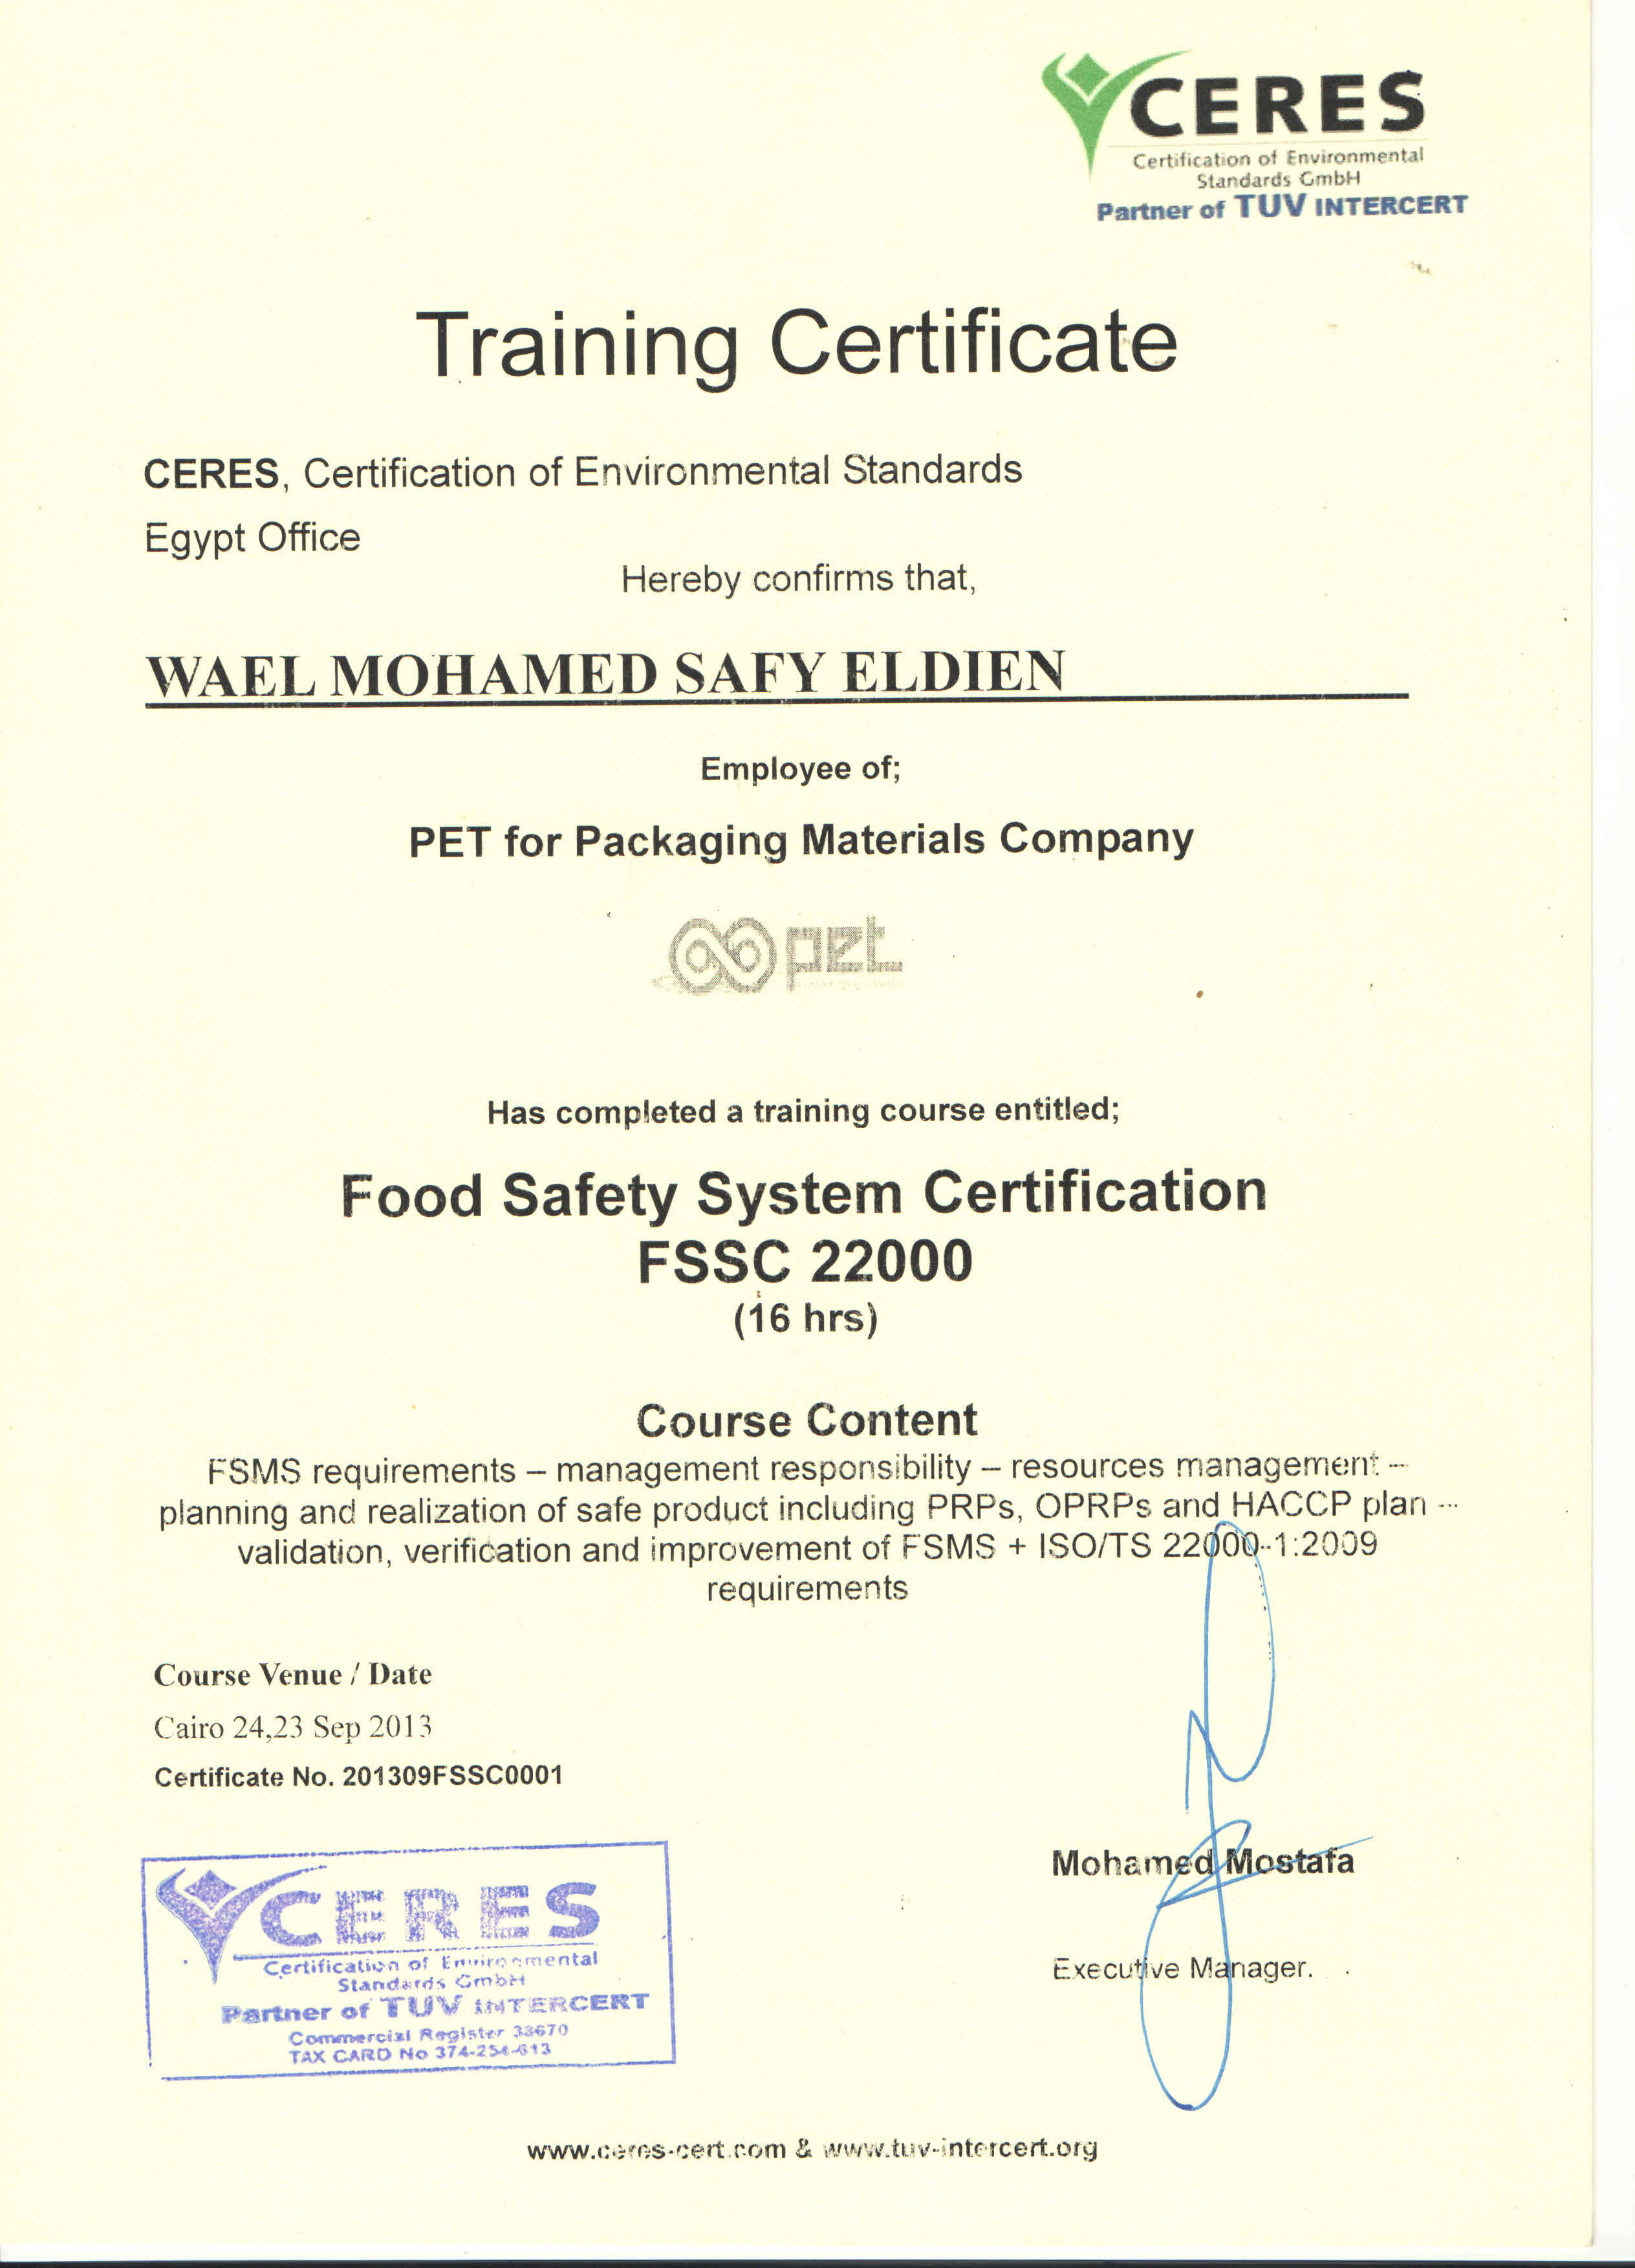 CERES
Certification of Environmental
Standards GmbH
Partner of TUV INTERCERT
Training Certificate
CERES, Certification of Environmental Standards
Egypt Office
Hereby confirms that,
WAEL MOHAMED SAFY ELDIEN
Employee of;
PET for Packaging Materials Company
pet
Has completed a training course entitled;
Food Safety System Certification
FSSC 22000
(16 hrs)
Course Content
FSMS requirements – management responsibility – resources management –
planning and realization of safe product including PRPs, OPRPs and HACCP plan –
validation, verification and improvement of FSMS + ISO/TS 22000-1:2009
requirements
Course Venue / Date
Cairo 24,23 Sep 2013
Certificate No. 201309FSSC0001
CERES
Certification of Environmental
Standards GmbH
Partner of TUV INTERCERT
Commercial Register 33670
TAX CARD No 374-254-613
Mohamed Mostafa
Executive Manager.
www.ceres-cert.com & www.tuv-intercert.org